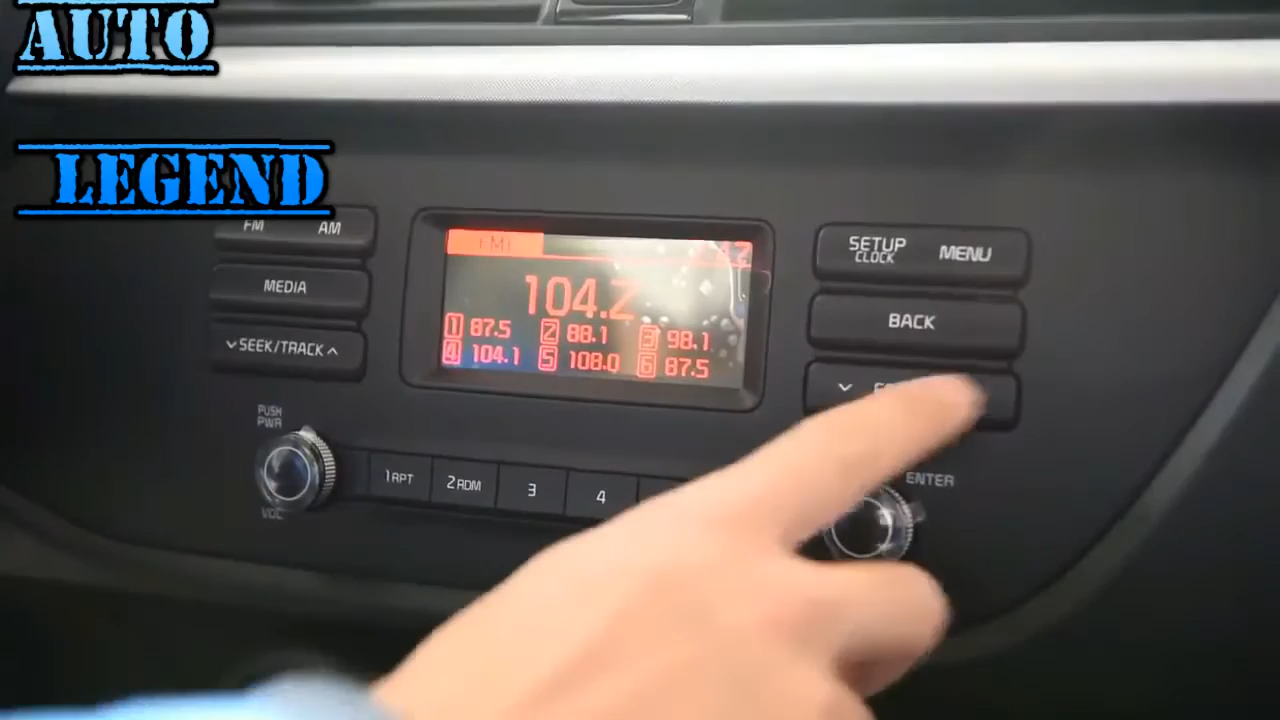 AUTO
LEGEND
FM AM
MEDIA
SEEK/TRACK
PUSH
PWR
VOL
FM1
104.2
1 87.5 2 88.1 3 98.1
4 104.1 5 108.0 6 87.5
SETUP MENU
CLOCK
BACK
ENTER
1 RPT 2 RDM 3 4